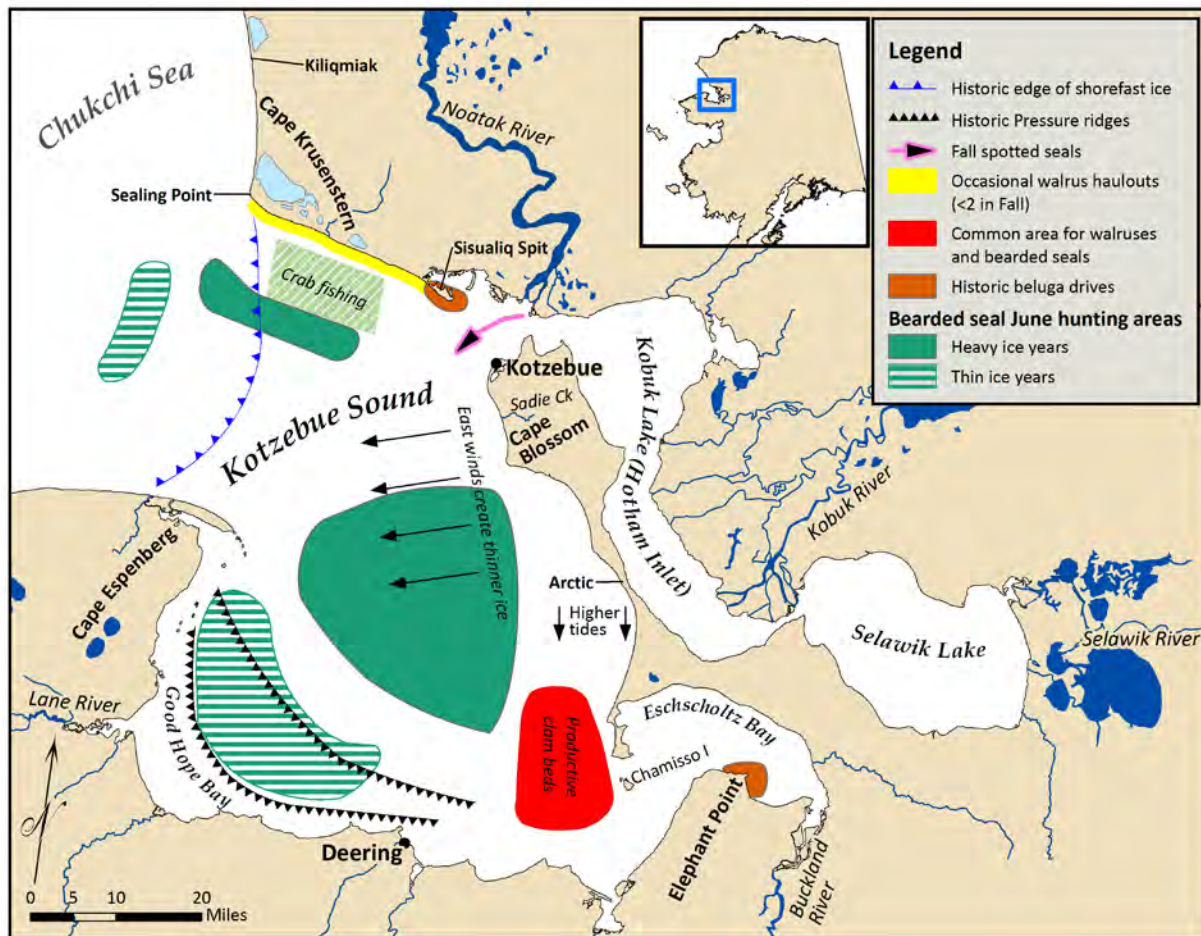 Chukchi Sea
Kiliqmiak
Cape Krusenstern
Noatak River
Sealing Point
Sisualiq Spit
Crab fishing
Kotzebue
Sadie Ck
Cape
Blossom
Kotzebue Sound
Kobuk Lake (Hotham Inlet)
Kobuk River
East winds create thinner ice
Cape Espenberg
Arctic
Higher
tides
Selawik Lake
Selawik River
Lane River
Good Hope Bay
Productive
clam beds
Eschscholtz Bay
Chamisso I
Elephant Point
Buckland
River
Deering
N
0 5 10 20
Miles
Legend
Historic edge of shorefast ice
Historic Pressure ridges
Fall spotted seals
Occasional walrus haulouts
(<2 in Fall)
Common area for walruses
and bearded seals
Historic beluga drives
Bearded seal June hunting areas
Heavy ice years
Thin ice years